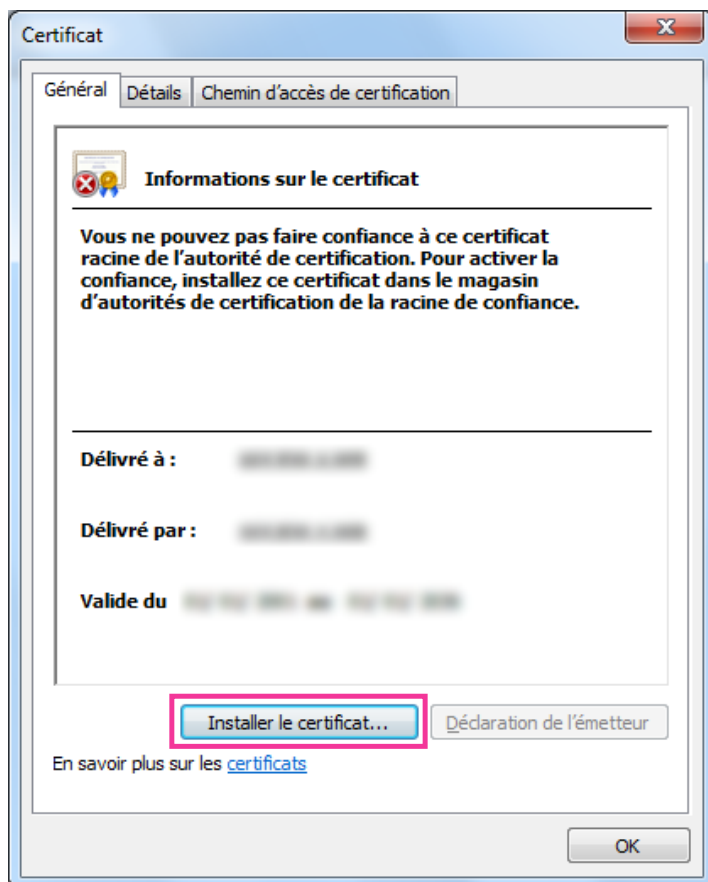 Certificat
Général Détails Chemin d'accès de certification
Informations sur le certificat
Vous ne pouvez pas faire confiance à ce certificat
racine de l'autorité de certification. Pour activer la
confiance, installez ce certificat dans le magasin
d'autorités de certification de la racine de confiance.
Délivré à :
Délivré par :
Valide du
Installer le certificat... Déclaration de l'émetteur
En savoir plus sur les certificats
OK